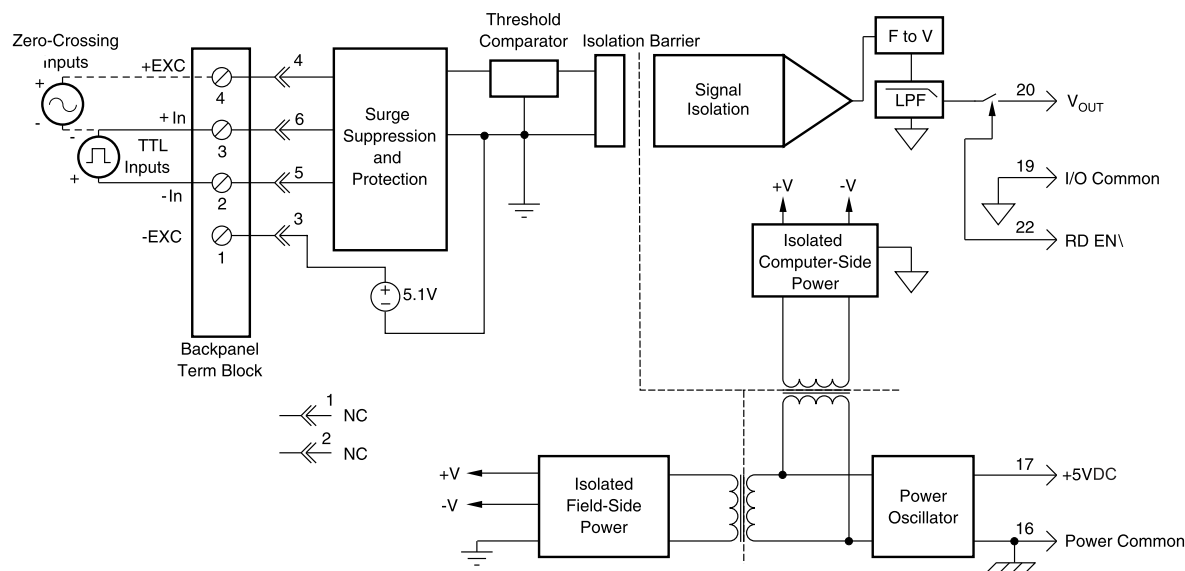 Zero-Crossing
Inputs
+
-
-
+
TTL
Inputs
+EXC
+ In
- In
-EXC
4
3
2
1
Backpanel
Term Block
4
6
5
3
Surge
Suppression
and
Protection
+
−
5.1V
1
NC
2
NC
Threshold
Comparator
Isolation Barrier
Signal
Isolation
F to V
LPF
20
VOUT
19
I/O Common
22
RD EN\
+V
-V
Isolated
Computer-Side
Power
+V
-V
Isolated
Field-Side
Power
Power
Oscillator
17
+5VDC
16
Power Common